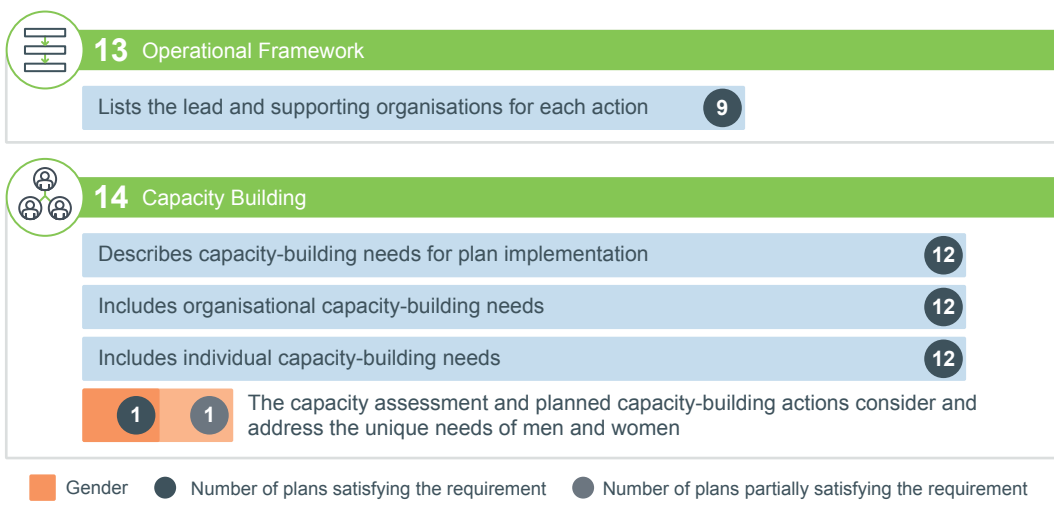 13 Operational Framework
Lists the lead and supporting organisations for each action 9
14 Capacity Building
Describes capacity-building needs for plan implementation 12
Includes organisational capacity-building needs 12
Includes individual capacity-building needs 12
1 1 The capacity assessment and planned capacity-building actions consider and
address the unique needs of men and women
Gender Number of plans satisfying the requirement Number of plans partially satisfying the requirement